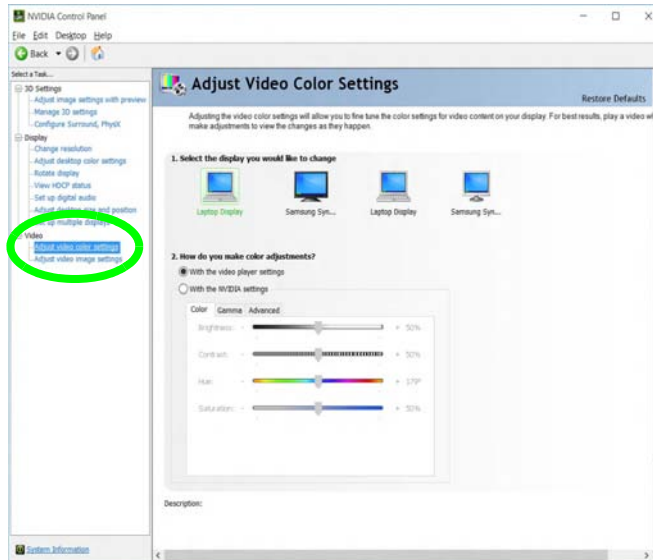 NVIDIA Control Panel
File Edit Desktop Help
Back
Select a Task...
3D Settings
Adjust image settings with preview
Manage 3D settings
Configure Surround, PhysX
Display
Change resolution
Adjust desktop color settings
Rotate display
View HDCP status
Set up digital audio
Adjust desktop size and position
up multiple displays
Video
Adjust video color settings
Adjust video image settings
System Information
Adjust Video Color Settings
Restore Defaults
Adjusting the video color settings will allow you to fine tune the color settings for video content on your display. For best results, play a video
make adjustments to view the changes as they happen.
1. Select the display you would like to change
Laptop Display Samsung Syn... Laptop Display Samsung Syn...
2. How do you make color adjustments?
With the video player settings
With the NVIDIA settings
Color Gamma Advanced
Brightness: - + 50%
Contrast: - + 50%
Hue: - + 179°
Saturation: - + 50%
Description: